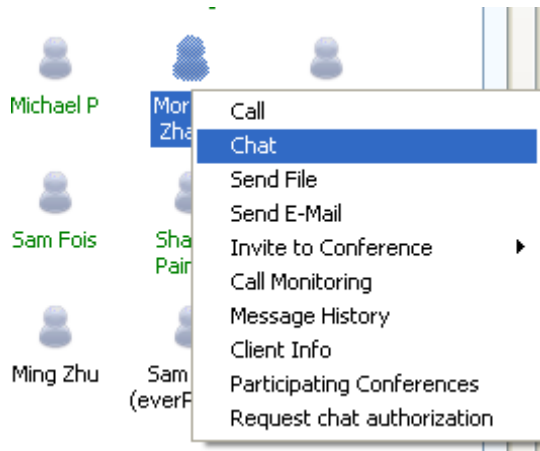 Michael P
Call
Chat
Send File
Send E-Mail
Sam Fois
Invite to Conference
Call Monitoring
Message History
Client Info
Ming Zhu
Sam
Participating Conferences
Request chat authorization